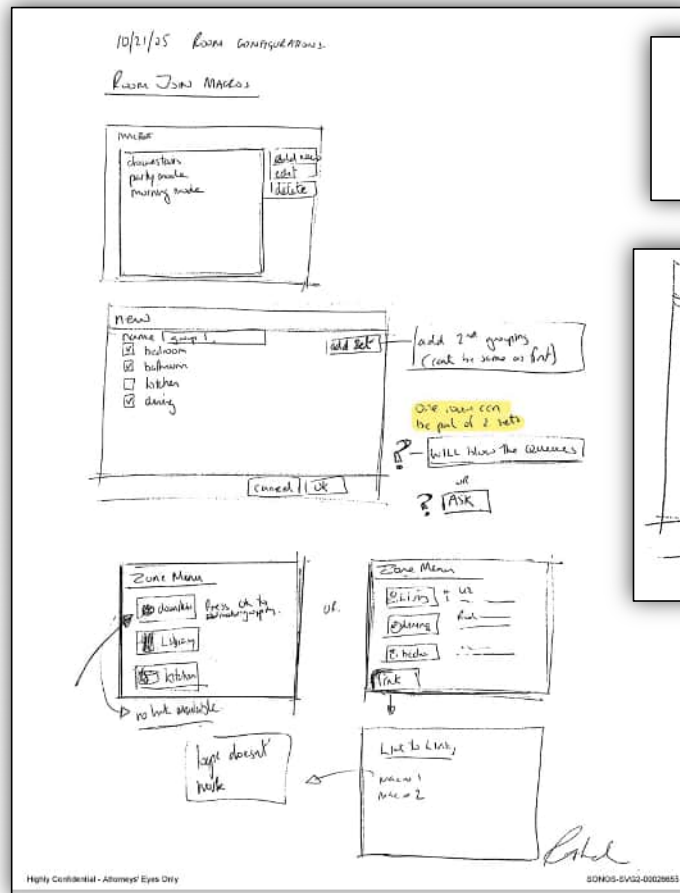 10/21/05 ROOM CONFIGURATIONS
ROOM JOIN MACROS
downstairs
party mode
morning mode
add new
edit
delete
new
name group 1
bedroom
bathroom
kitchen
dining
add set
add 2nd grouping
(can't be same as first)
One room can
be part of 2 sets
? WILL blow the Queues
OR
? ASK
cancel
OK
Zone Menu
Press OK to
Library
kitchen
no link available
OR
Zone Menu
Living
U2
dining
Link
Link to Link
macro 1
macro 2
logic doesn't
work
Highly Confidential - Attorneys' Eyes Only
SONOS-SVG2-00026655